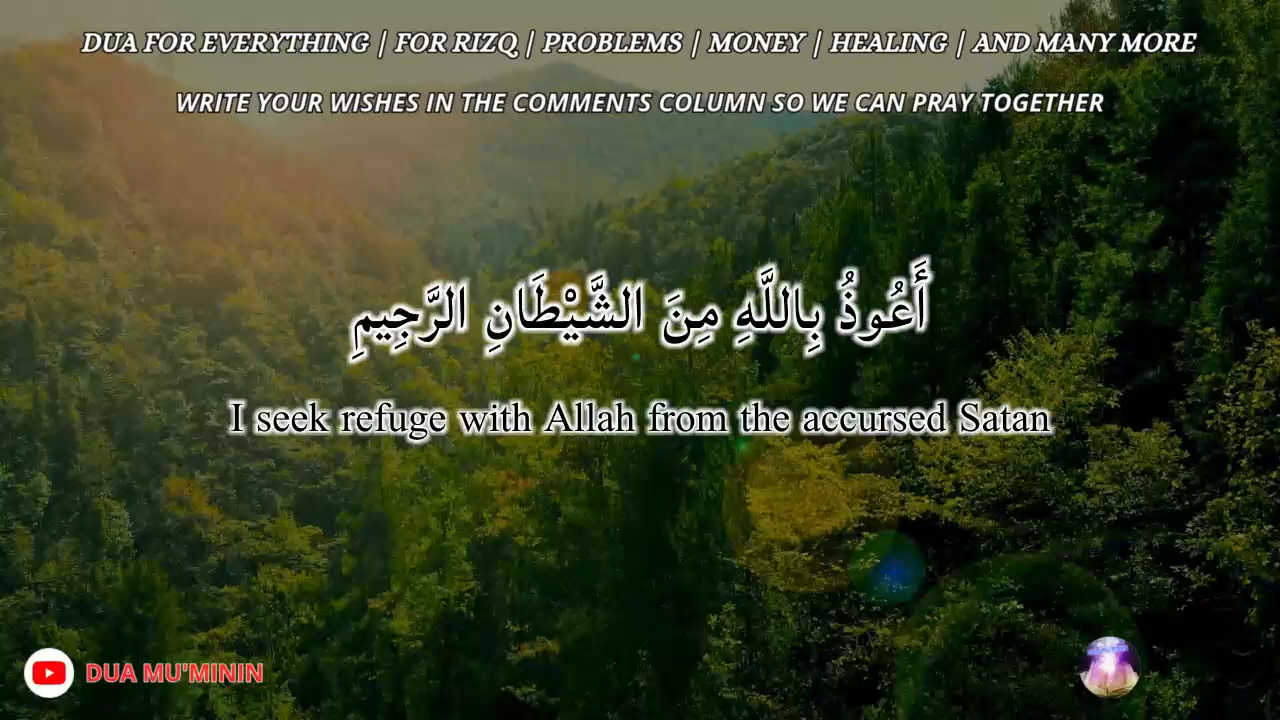 DUA FOR EVERYTHING | FOR RIZQ | PROBLEMS | MONEY | HEALING | AND MANY MORE
WRITE YOUR WISHES IN THE COMMENTS COLUMN SO WE CAN PRAY TOGETHER
أَعُوذُ بِاللَّهِ مِنَ الشَّيْطَانِ الرَّجِيمِ
I seek refuge with Allah from the accursed Satan
DUA MU'MININ